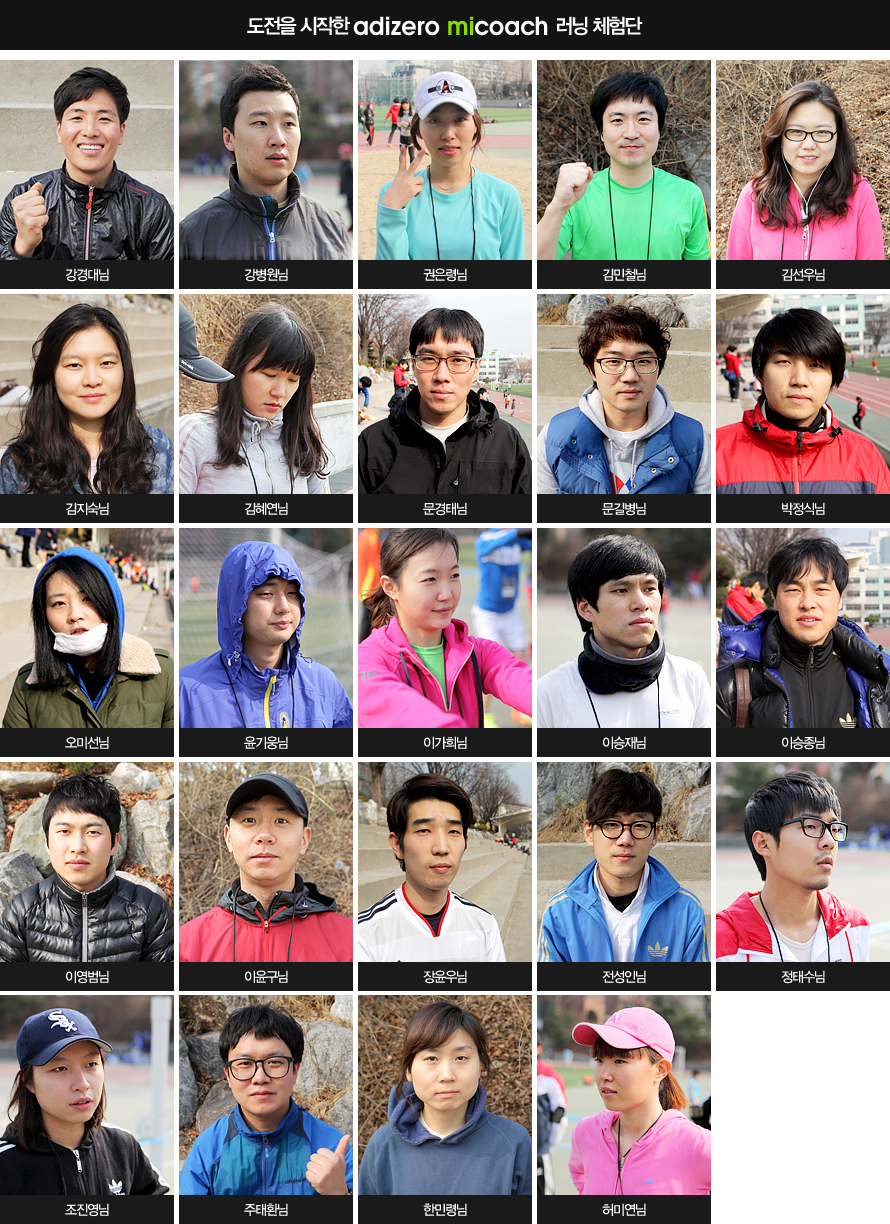 도전을 시작한 adizero micoach 러닝 체험단
강경대님
강병원님
권은령님
김민철님
김선우님
김지숙님
김혜연님
문경태님
문길병님
박정식님
오미선님
윤기웅님
이가희님
이승재님
이승종님
이영범님
이윤구님
장윤우님
전성인님
정태수님
조진영님
주태환님
한민령님
허미연님